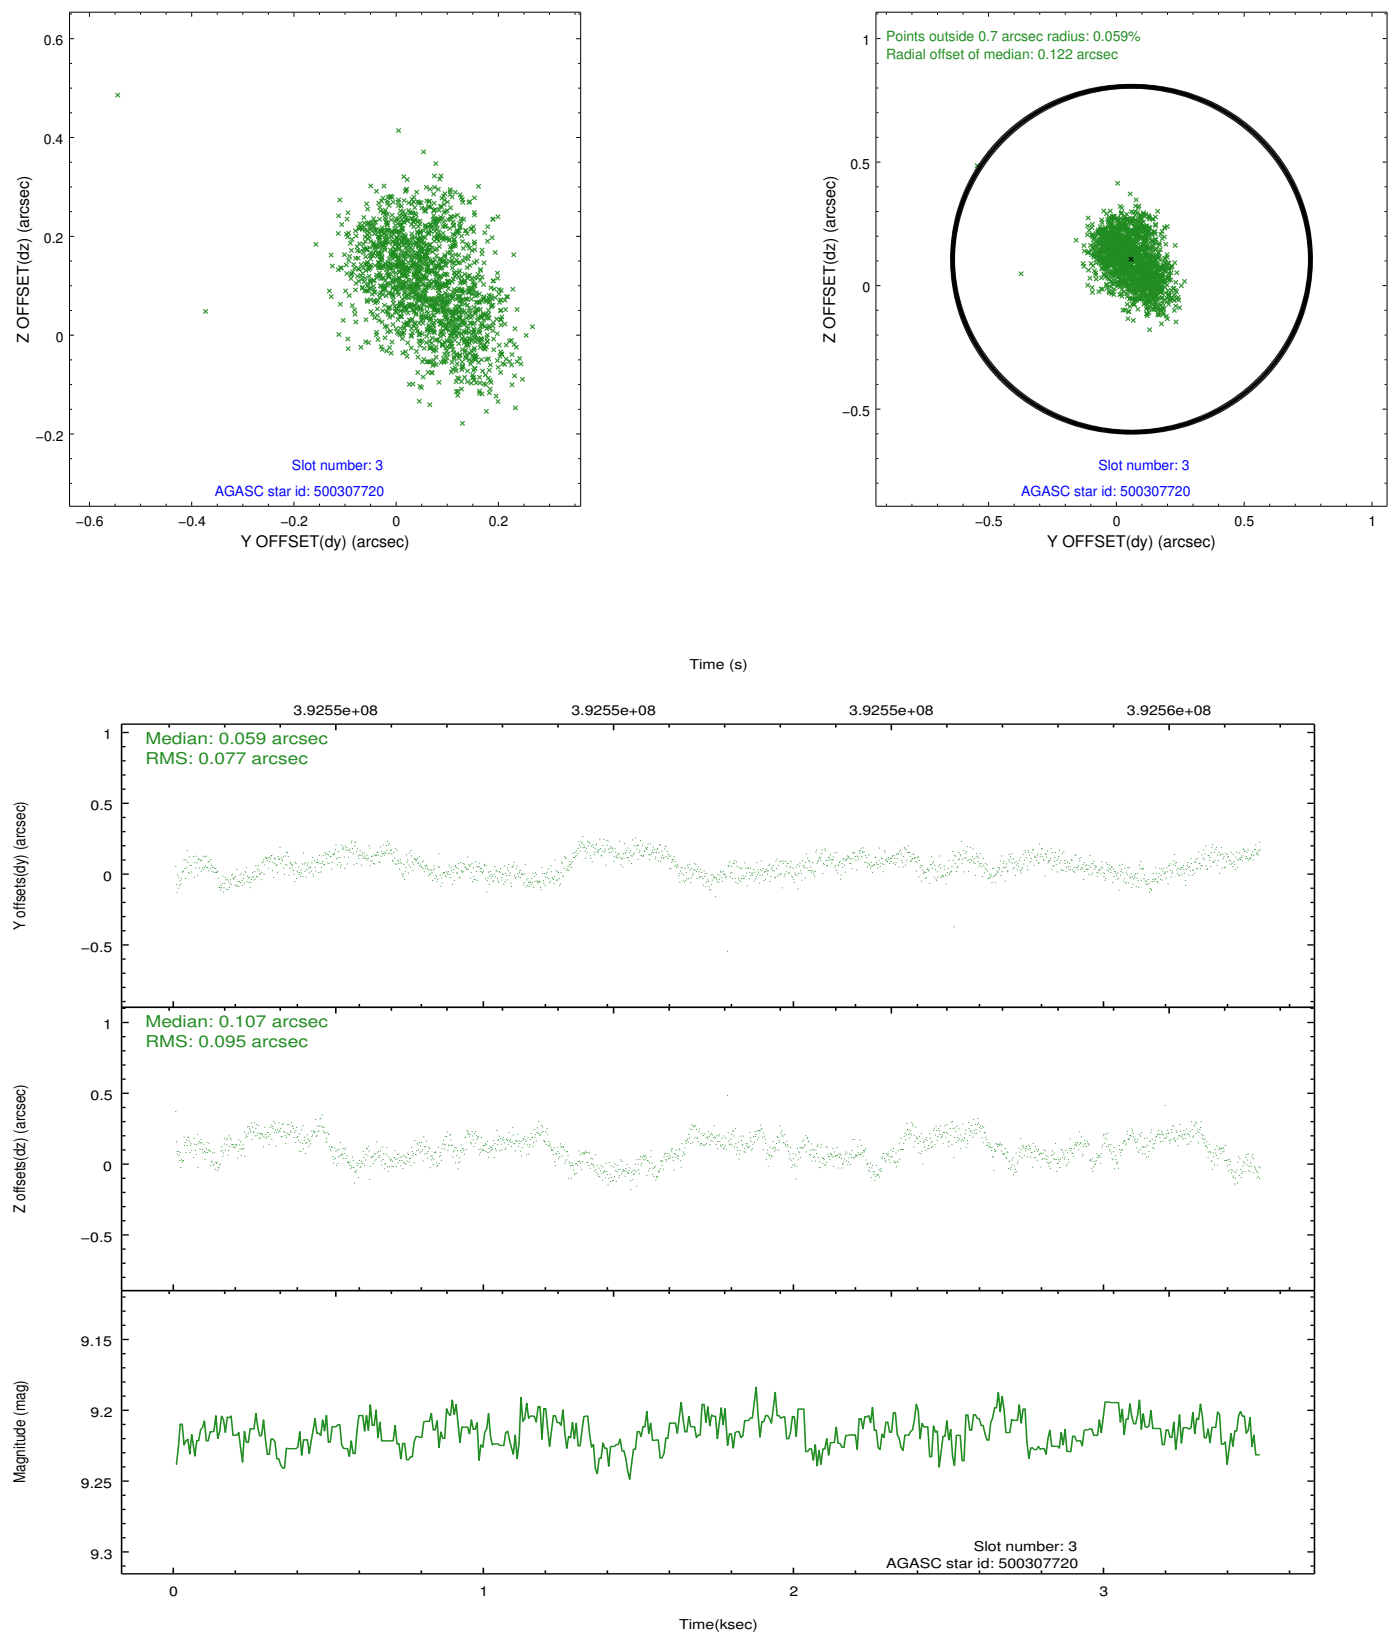 0.6
0.4
0.2
0
−0.2
Z OFFSET(dz) (arcsec)
Slot number: 3
AGASC star id: 500307720
−0.6
−0.4
−0.2
0
0.2
Y OFFSET(dy) (arcsec)
Points outside 0.7 arcsec radius: 0.059%
Radial offset of median: 0.122 arcsec
1
0.5
0
−0.5
Z OFFSET(dz) (arcsec)
Slot number: 3
AGASC star id: 500307720
−0.5
0
0.5
1
Y OFFSET(dy) (arcsec)
Time (s)
3.9255e+08
3.9255e+08
3.9255e+08
3.9256e+08
Median: 0.059 arcsec
RMS: 0.077 arcsec
1
0.5
0
−0.5
Y offsets(dy) (arcsec)
Median: 0.107 arcsec
RMS: 0.095 arcsec
1
0.5
0
−0.5
Z offsets(dz) (arcsec)
9.15
9.2
9.25
9.3
Magnitude (mag)
Slot number: 3
AGASC star id: 500307720
0
1
2
3
Time(ksec)